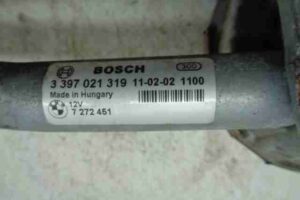 BOSCH
3 397 021 319 11-02-02 1100
Made in Hungary
12V
7 272 451